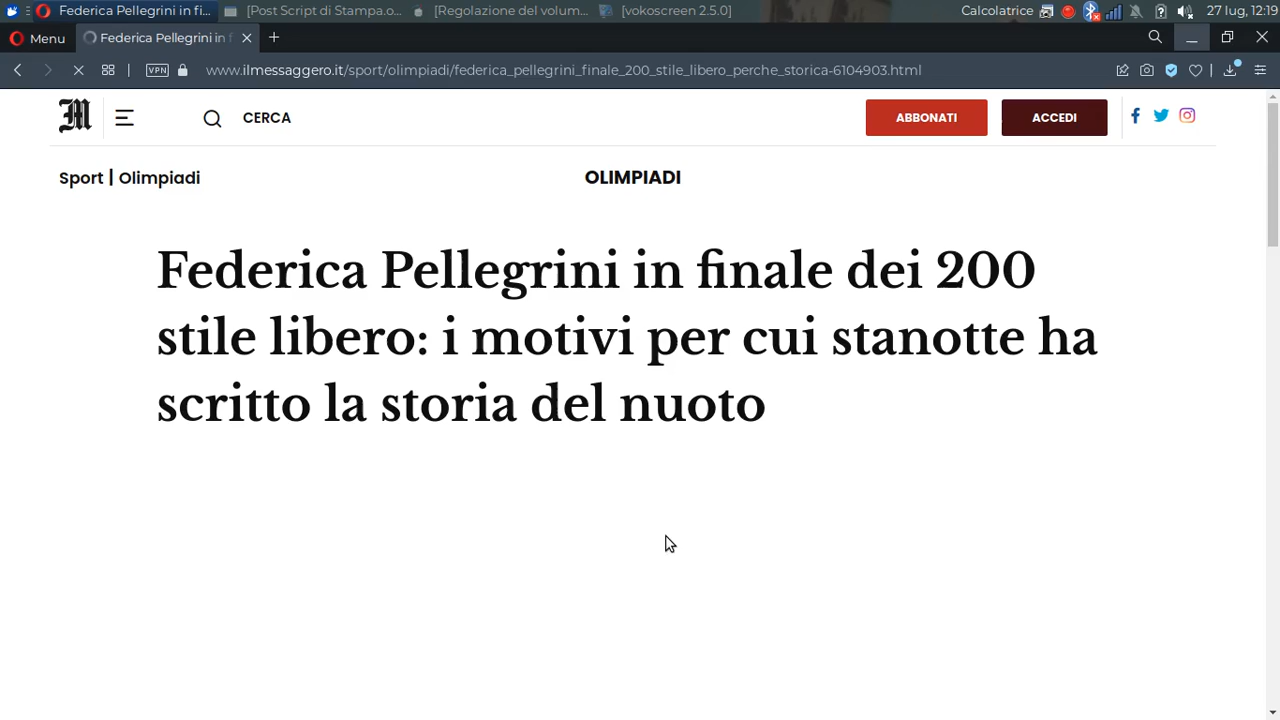 Federica Pellegrini in fi...
[Post Script di Stampa.o...
[Regolazione del volum...
[vokoscreen 2.5.0]
Calcolatrice
27 lug, 12:19
Menu
Federica Pellegrini in f
VPN
www.ilmessaggero.it/sport/olimpiadi/federica_pellegrini_finale_200_stile_libero_perche_storica-6104903.html
M
CERCA
ABBONATI
ACCEDI
Sport | Olimpiadi
OLIMPIADI
Federica Pellegrini in finale dei 200
stile libero: i motivi per cui stanotte ha
scritto la storia del nuoto